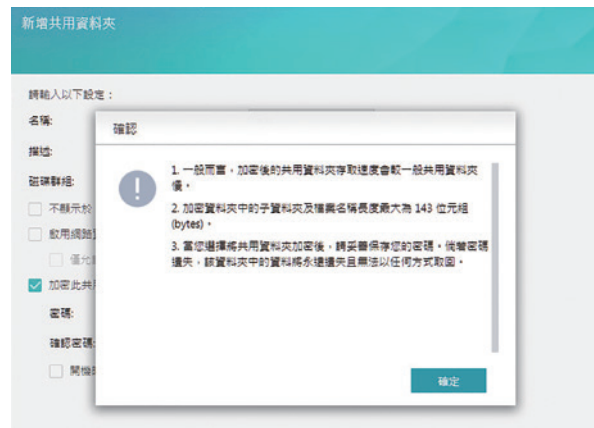 新增共用資料夾
請輸入以下設定：
名稱:
確認
描述:
1. 一般而言，加密後的共用資料夾存取速度會較一般共用資料夾
慢。
磁碟群組:
不顯示於
2. 加密資料夾中的子資料夾及檔案名稱長度最大為 143 位元組
(bytes)。
啟用網路
3. 當您選擇將共用資料夾加密後，請妥善保存您的密碼。倘若密碼
遺失，該資料夾中的資料將永遠遺失且無法以任何方式取回。
僅允
加密此共
密碼:
確認密碼:
開機
確定